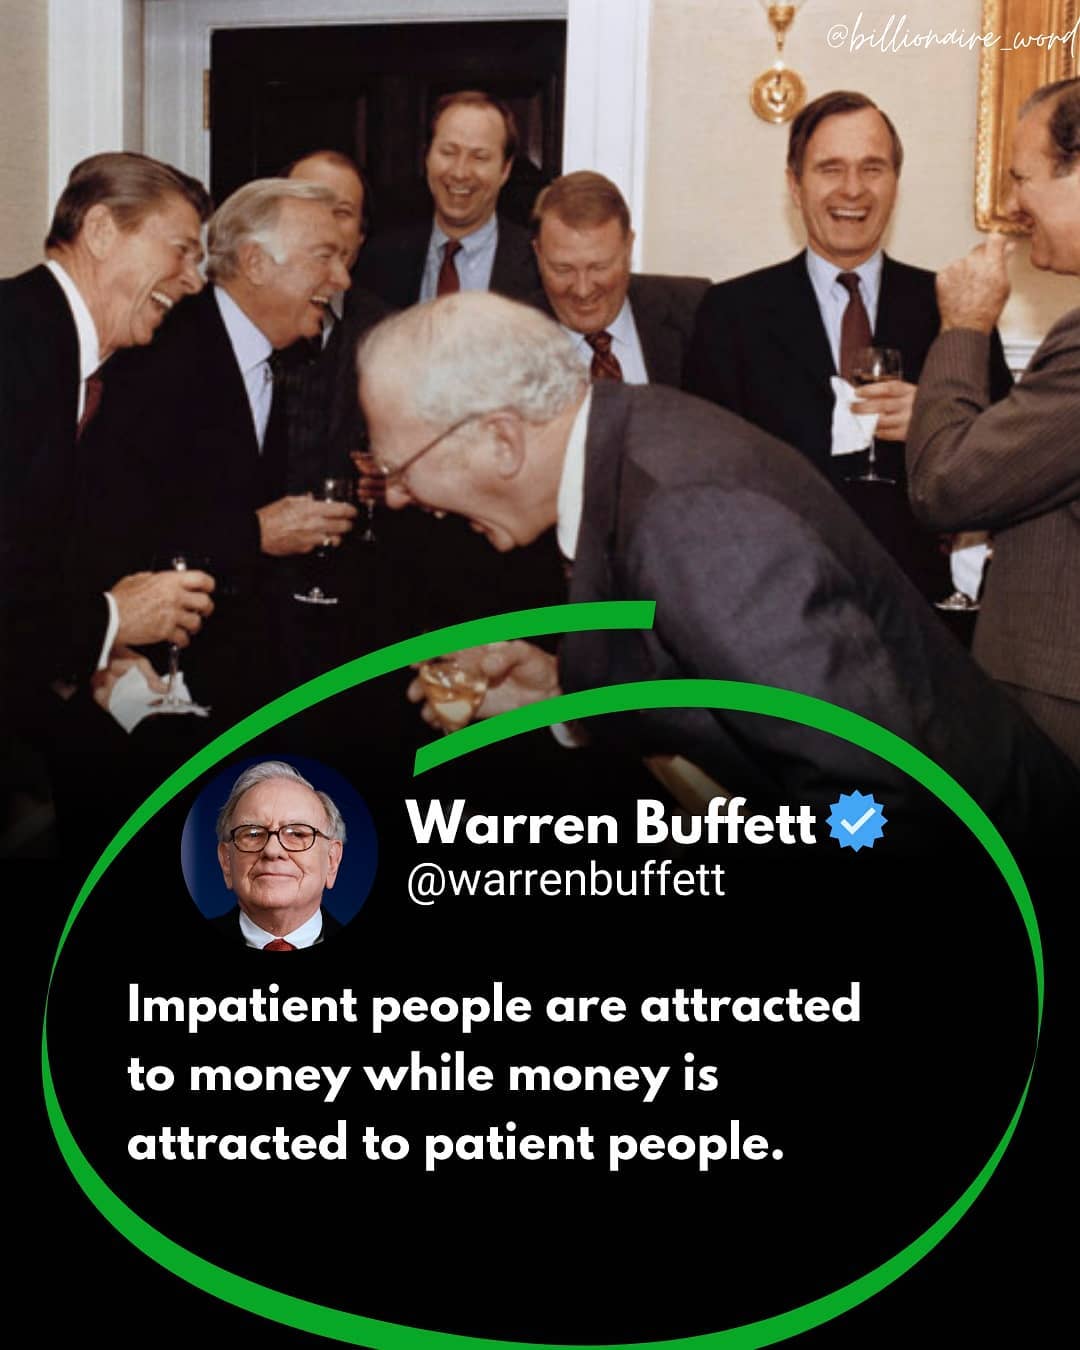 @billionaire_word
Warren Buffett
@warrenbuffett
Impatient people are attracted
to money while money is
attracted to patient people.